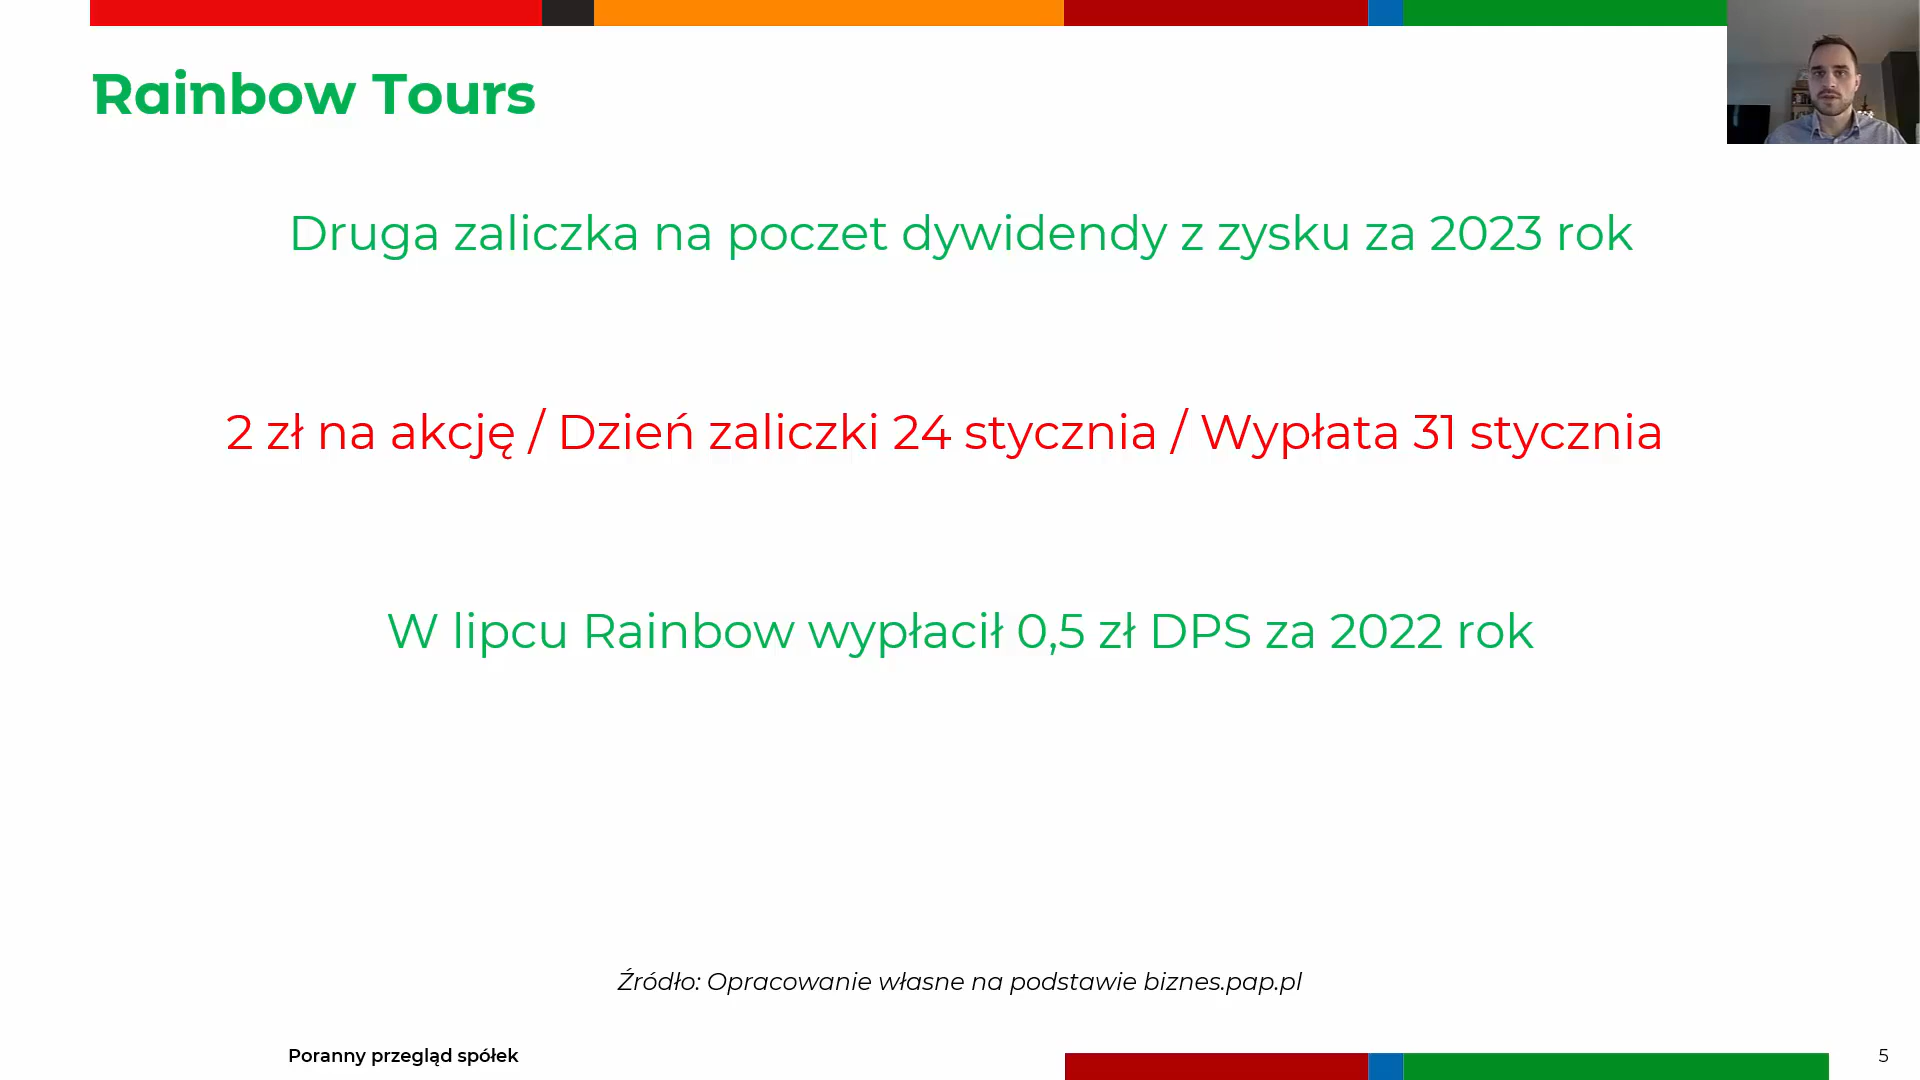 Rainbow Tours
Druga zaliczka na poczet dywidendy z zysku za 2023 rok
2 zł na akcję / Dzień zaliczki 24 stycznia / Wypłata 31 stycznia
W lipcu Rainbow wypłacił 0,5 zł DPS za 2022 rok
Źródło: Opracowanie własne na podstawie biznes.pap.pl
Poranny przegląd spółek
5